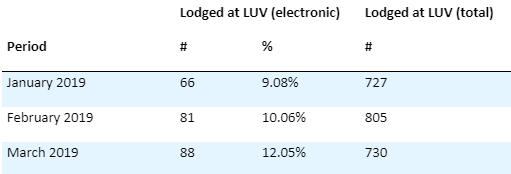 Lodged at LUV (electronic) Lodged at LUV (total)
Period # % #
January 2019 66 9.08% 727
February 2019 81 10.06% 805
March 2019 88 12.05% 730